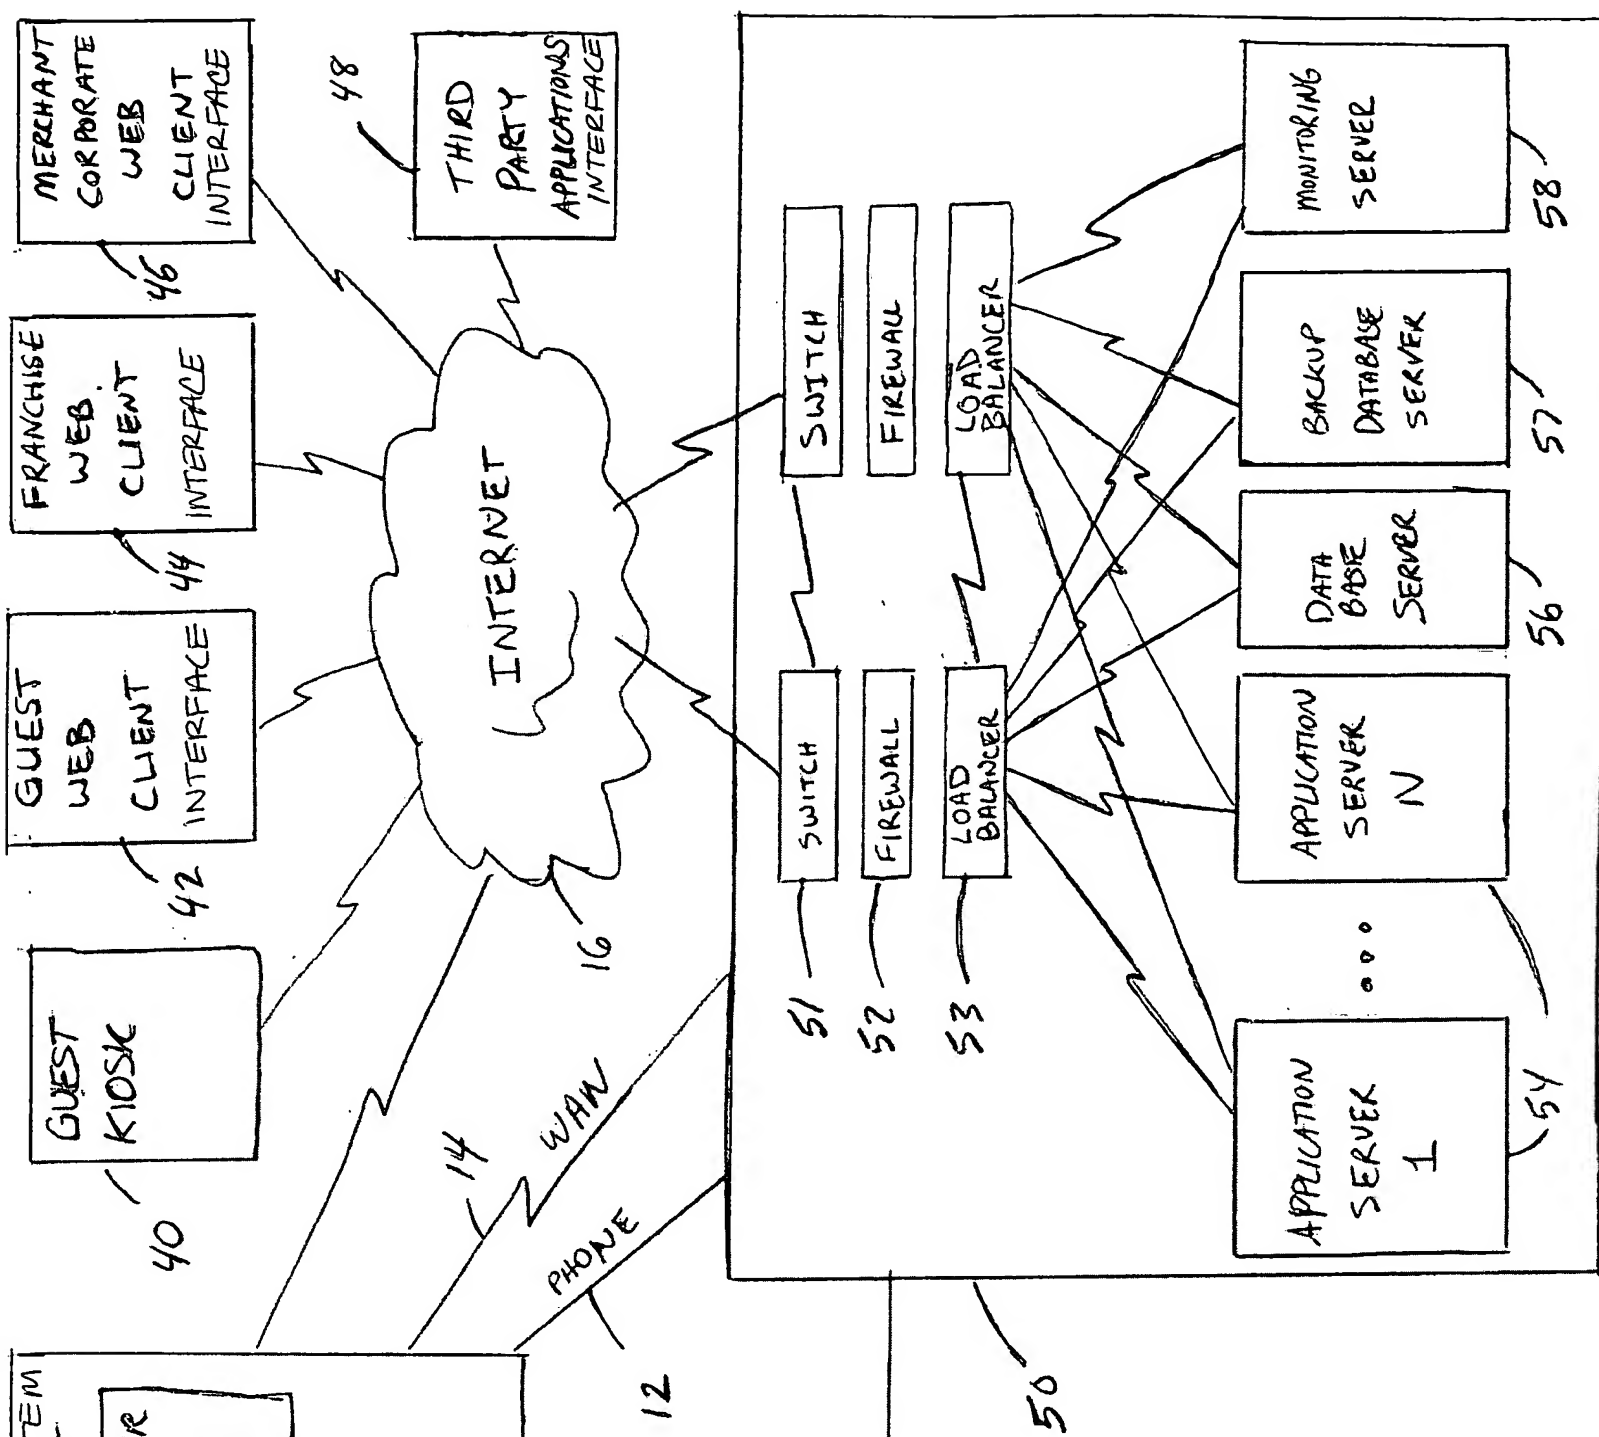 MERCHANT
CORPORATE
WEB
CLIENT
INTERFACE
46
FRANCHISE
WEB
CLIENT
INTERFACE
44
GUEST
WEB
CLIENT
INTERFACE
42
GUEST
KIOSK
40
THIRD
PARTY
APPLICATIONS
INTERFACE
48
INTERNET
16
14
WAN
PHONE
12
SWITCH
FIREWALL
LOAD
BALANCER
SWITCH
FIREWALL
LOAD
BALANCER
51
52
53
MONITORING
SERVER
58
BACKUP
DATABASE
SERVER
57
DATA
BASE
SERVER
56
APPLICATION
SERVER
N
...
APPLICATION
SERVER
1
54
50
TEM
R